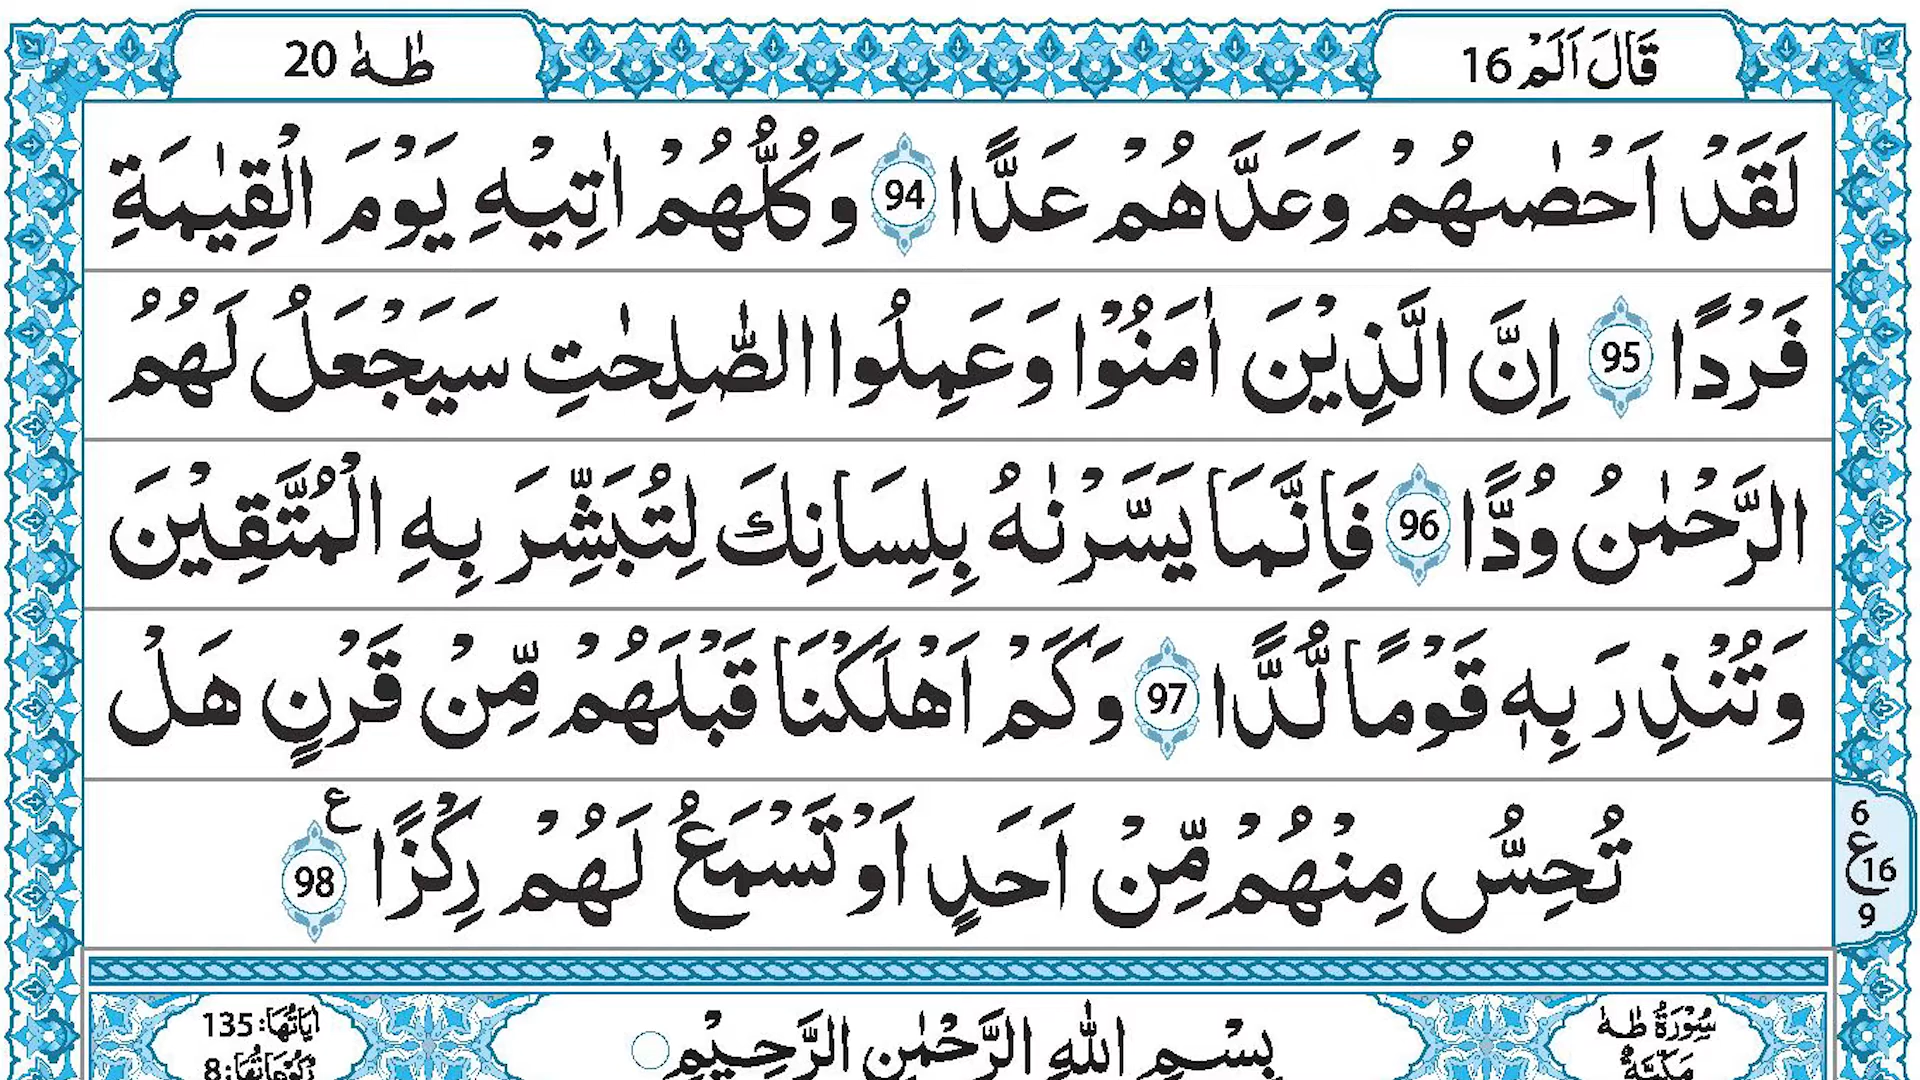 قَالَ اَلَمْ 16
طٰهٰ 20
لَقَدْ اَحْصٰىهُمْ وَعَدَّهُمْ عَدًّا 94 وَكُلُّهُمْ اٰتِيْهِ يَوْمَ الْقِيٰمَةِ
فَرْدًا 95 اِنَّ الَّذِيْنَ اٰمَنُوْا وَعَمِلُوا الصّٰلِحٰتِ سَيَجْعَلُ لَهُمُ
الرَّحْمٰنُ وُدًّا 96 فَاِنَّمَا يَسَّرْنٰهُ بِلِسَانِكَ لِتُبَشِّرَ بِهِ الْمُتَّقِيْنَ
وَتُنْذِرَ بِهٖ قَوْمًا لُّدًّا 97 وَكَمْ اَهْلَكْنَا قَبْلَهُمْ مِّنْ قَرْنٍ هَلْ
تُحِسُّ مِنْهُمْ مِّنْ اَحَدٍ اَوْ تَسْمَعُ لَهُمْ رِكْزًا ع 98
6
ع 16
9
سُوْرَةُ طٰهٰ
مَكِّيَّةٌ
بِسْمِ اللّٰهِ الرَّحْمٰنِ الرَّحِيْمِ
اٰيَاتُهَا: 135
رُكُوْعَاتُهَا: 8